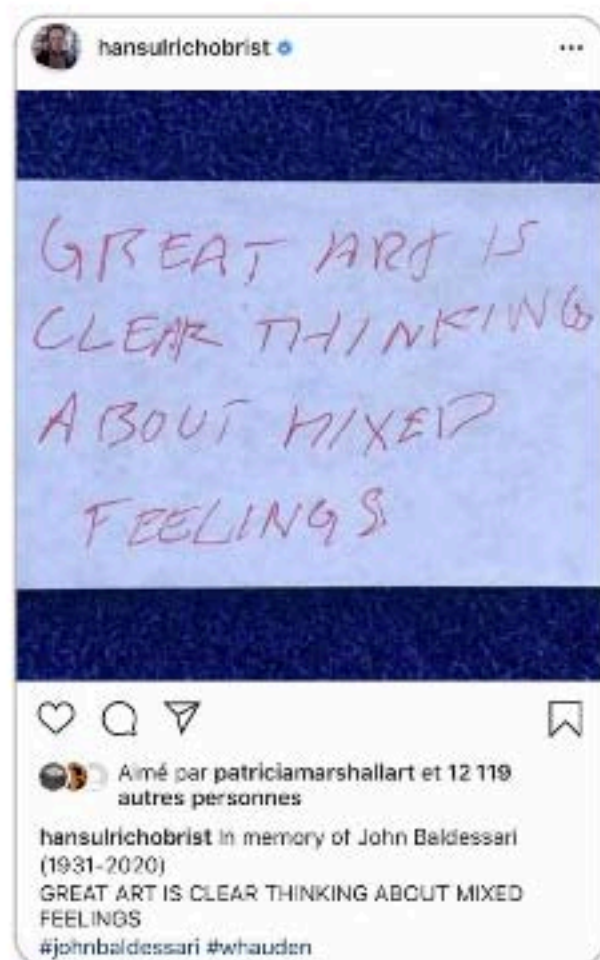 hansulrichobrist
GREAT ART IS
CLEAR THINKING
ABOUT MIXED
FEELINGS
Aimé par patriciamarshallart et 12 119
autres personnes
hansulrichobrist In memory of John Baldessari
(1931-2020)
GREAT ART IS CLEAR THINKING ABOUT MIXED
FEELINGS
#johnbaldessari #whauden